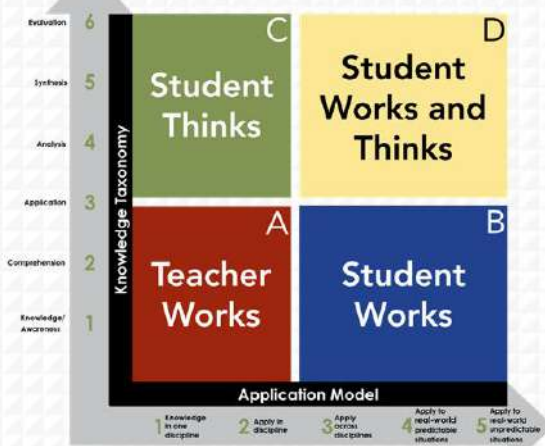 Evaluation 6
Synthesis 5
Analysis 4
Application 3
Comprehension 2
Knowledge/
Awareness 1
Knowledge Taxonomy
C
Student
Thinks
D
Student
Works and
Thinks
A
Teacher
Works
B
Student
Works
Application Model
1 Knowledge
in one
discipline
2 Apply in
discipline
3 Apply
across
disciplines
4 Apply to
real-world
predictable
situations
5 Apply to
real-world
unpredictable
situations